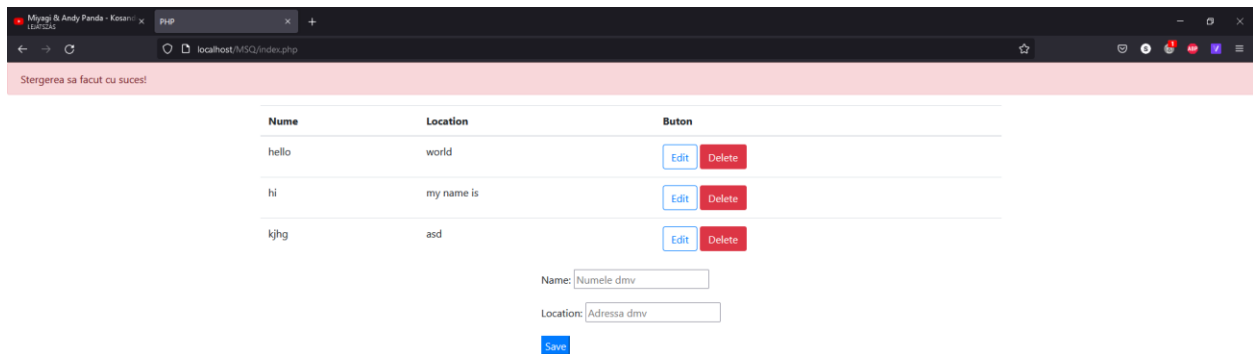 Miyagi & Andy Panda - Kosandra
LEJÁTSZÁS
PHP
localhost/MSQ/index.php
Stergerea sa facut cu suces!
Nume Location Buton
hello world Edit Delete
hi my name is Edit Delete
kjhg asd Edit Delete
Name: Numele dmv
Location: Adressa dmv
Save